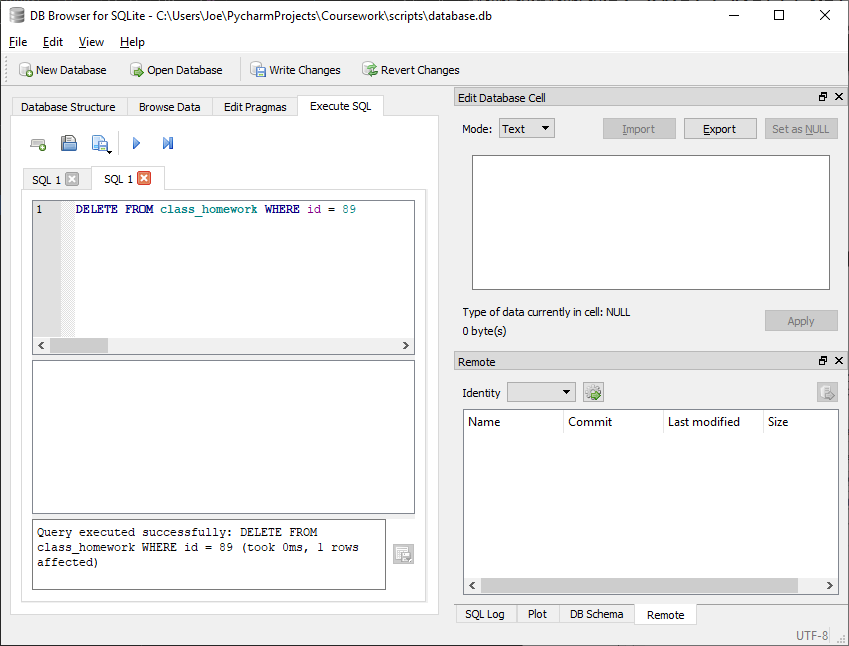 DB Browser for SQLite - C:\Users\Joe\PycharmProjects\Coursework\scripts\database.db
File Edit View Help
New Database Open Database Write Changes Revert Changes
Database Structure Browse Data Edit Pragmas Execute SQL
SQL 1 SQL 1
1 DELETE FROM class_homework WHERE id = 89
Query executed successfully: DELETE FROM
class_homework WHERE id = 89 (took 0ms, 1 rows
affected)
Edit Database Cell
Mode: Text Import Export Set as NULL
Type of data currently in cell: NULL
0 byte(s)
Apply
Remote
Identity
Name Commit Last modified Size
SQL Log Plot DB Schema Remote
UTF-8